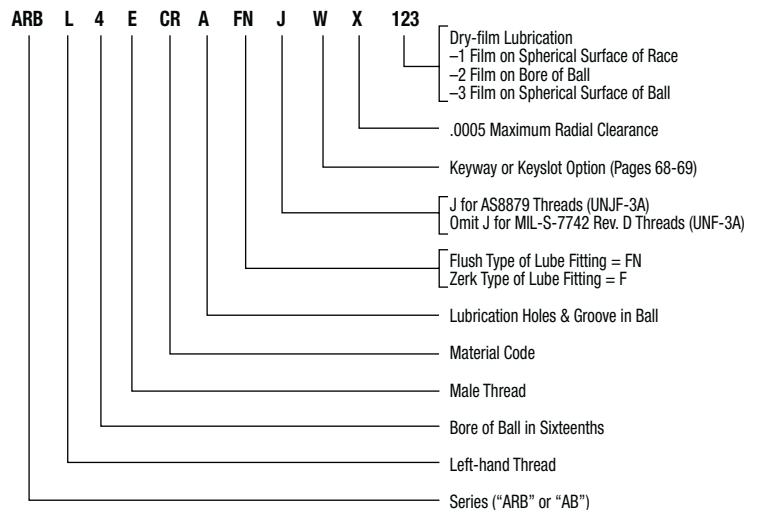 ARB L 4 E CR A FN J W X 123
Dry-film Lubrication
–1 Film on Spherical Surface of Race
–2 Film on Bore of Ball
–3 Film on Spherical Surface of Ball
.0005 Maximum Radial Clearance
Keyway or Keyslot Option (Pages 68-69)
J for AS8879 Threads (UNJF-3A)
Omit J for MIL-S-7742 Rev. D Threads (UNF-3A)
Flush Type of Lube Fitting = FN
Zerk Type of Lube Fitting = F
Lubrication Holes & Groove in Ball
Material Code
Male Thread
Bore of Ball in Sixteenths
Left-hand Thread
Series (“ARB” or “AB”)